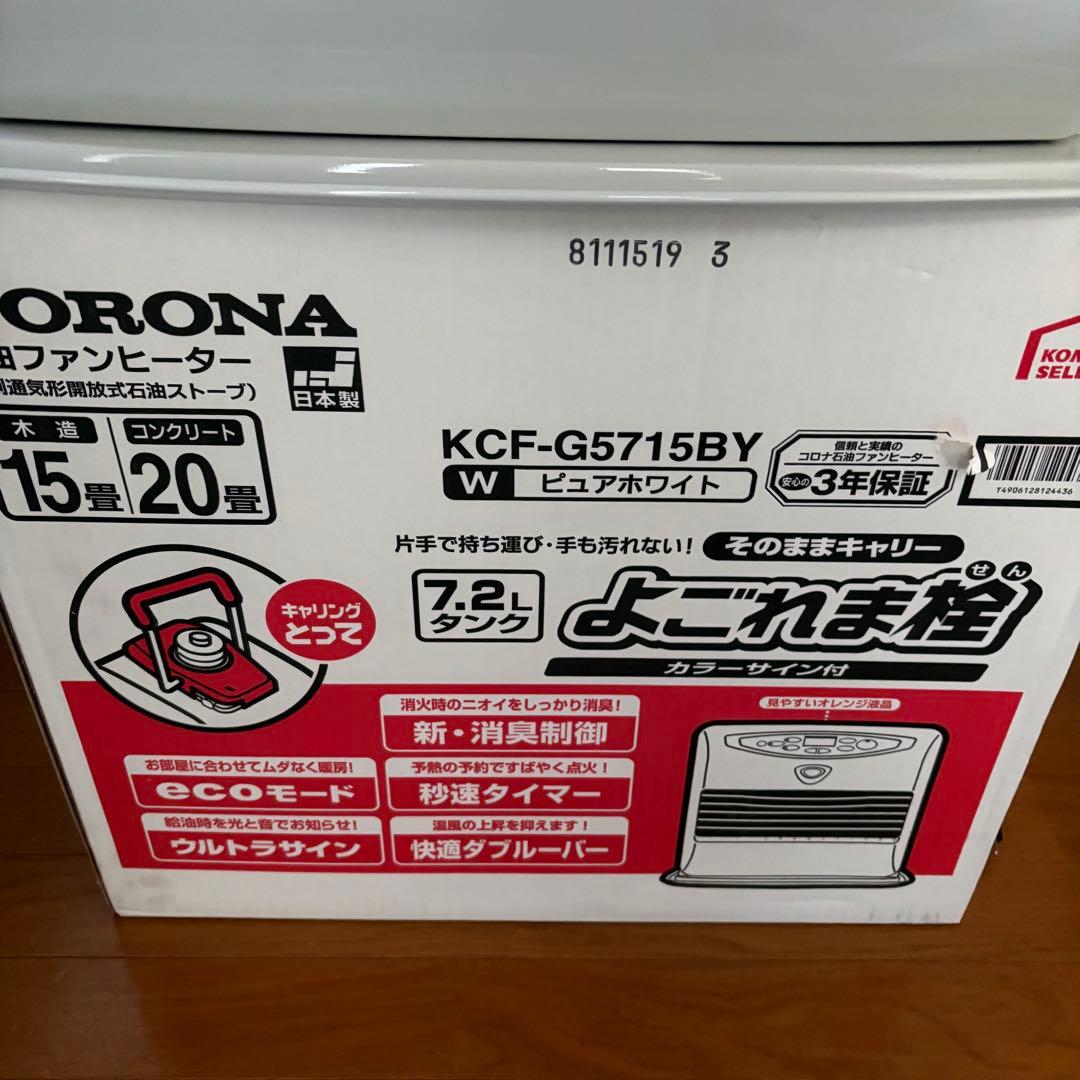 8111519 3
ORONA
油ファンヒーター
通気形開放式石油ストーブ)
日本製
木造
15畳
コンクリート
20畳
KOM
SELE
KCF-G5715BY
W ピュアホワイト
信頼と実績の
コロナ石油ファンヒーター
安心の3年保証
T4906128124436
片手で持ち運び・手も汚れない! そのままキャリー
7.2L
タンク
よごれま栓
せん
カラーサイン付
キャリング
とって
消火時のニオイをしっかり消臭!
新・消臭制御
お部屋に合わせてムダなく暖房!
ecoモード
予熱の予約ですばやく点火!
秒速タイマー
給油時を光と音でお知らせ!
ウルトラサイン
温風の上昇を抑えます!
快適ダブルーバー
見やすいオレンジ液晶